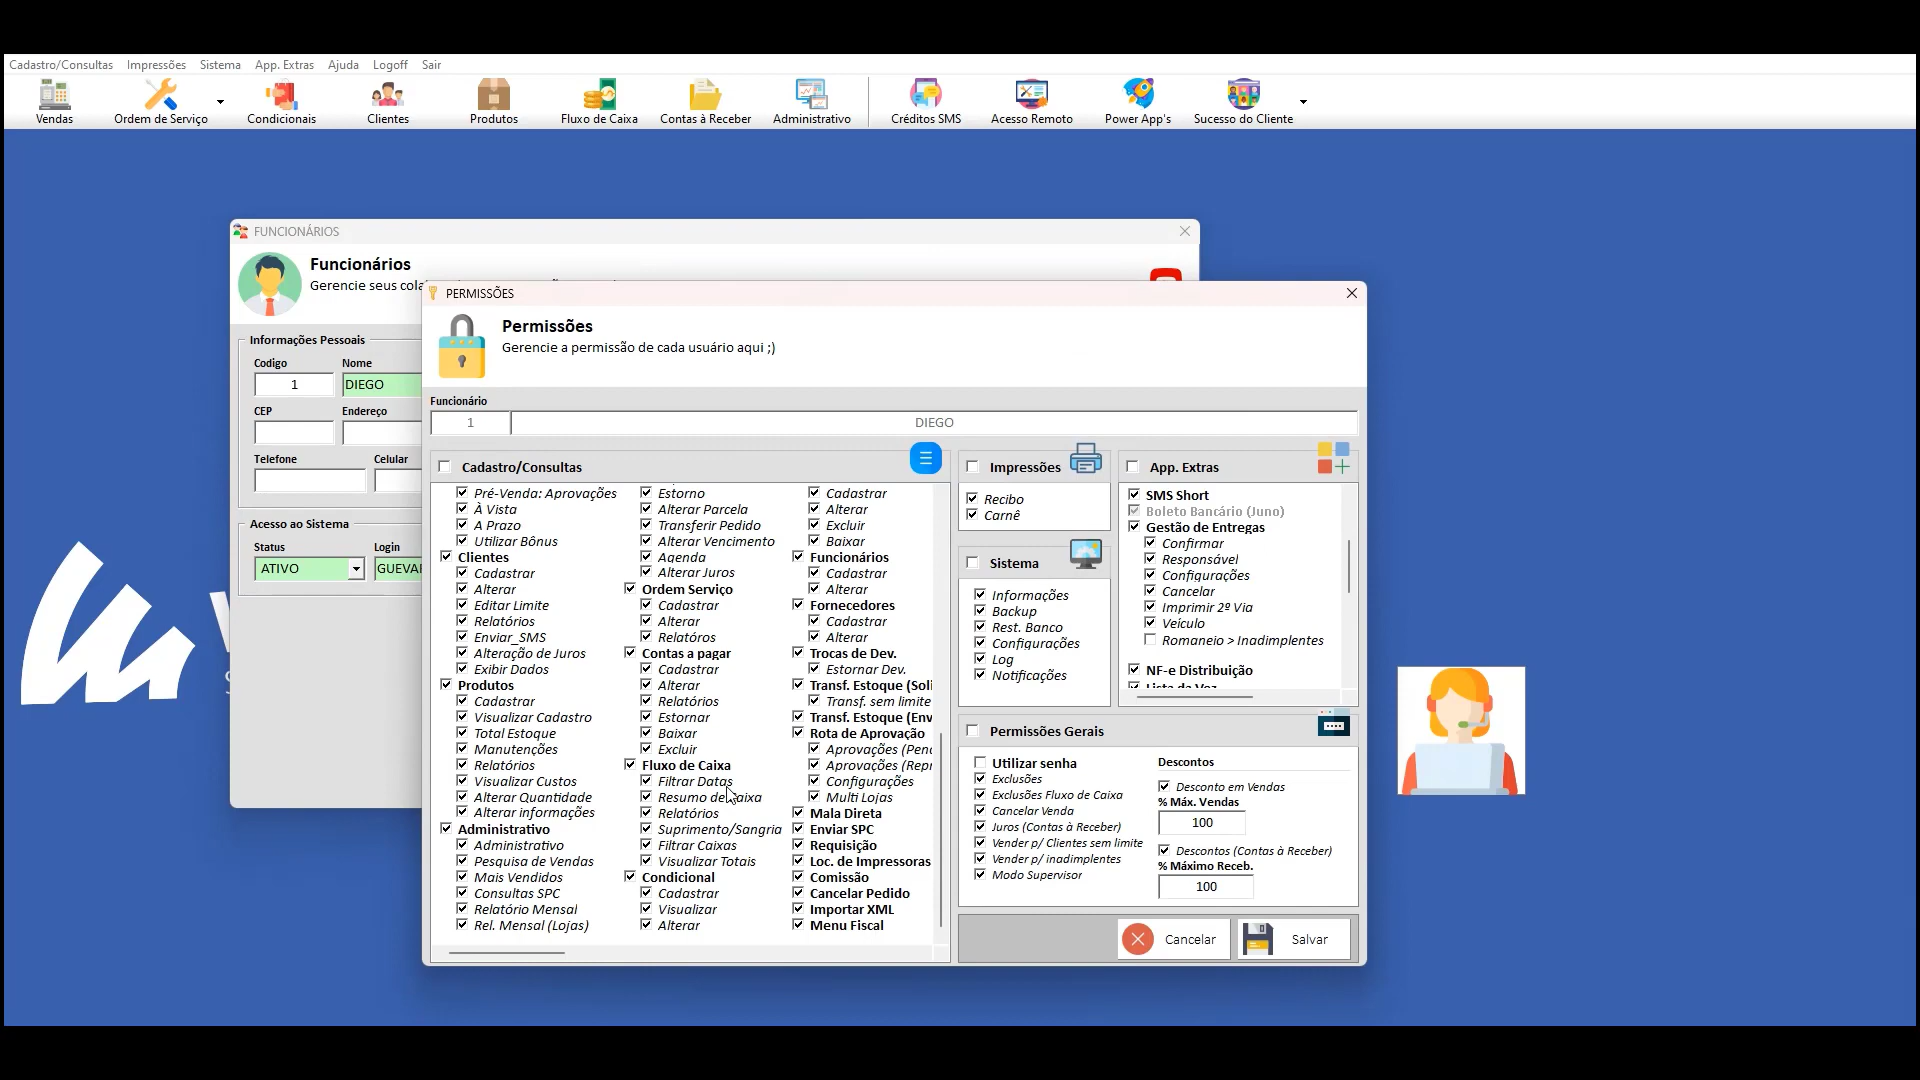 Cadastro/Consultas Impressões Sistema App. Extras Ajuda Logoff Sair
Vendas Ordem de Serviço Condicionais Clientes Produtos Fluxo de Caixa Contas à Receber Administrativo Créditos SMS Acesso Remoto Power App's Sucesso do Cliente
FUNCIONÁRIOS
Funcionários
Gerencie seus cola
Informações Pessoais
Codigo Nome
1 DIEGO
CEP Endereço
Telefone Celular
Acesso ao Sistema
Status Login
ATIVO GUEVAR
PERMISSÕES
Permissões
Gerencie a permissão de cada usuário aqui ;)
Funcionário
1 DIEGO
Cadastro/Consultas
Pré-Venda: Aprovações
À Vista
A Prazo
Utilizar Bônus
Clientes
Cadastrar
Alterar
Editar Limite
Relatórios
Enviar_SMS
Alteração de Juros
Exibir Dados
Produtos
Cadastrar
Visualizar Cadastro
Total Estoque
Manutenções
Relatórios
Visualizar Custos
Alterar Quantidade
Alterar informações
Administrativo
Administrativo
Pesquisa de Vendas
Mais Vendidos
Consultas SPC
Relatório Mensal
Rel. Mensal (Lojas)
Estorno
Alterar Parcela
Transferir Pedido
Alterar Vencimento
Agenda
Alterar Juros
Ordem Serviço
Cadastrar
Alterar
Relatóros
Contas a pagar
Cadastrar
Alterar
Relatórios
Estornar
Baixar
Excluir
Fluxo de Caixa
Filtrar Datas
Resumo de Caixa
Relatórios
Suprimento/Sangria
Filtrar Caixas
Visualizar Totais
Condicional
Cadastrar
Visualizar
Alterar
Cadastrar
Alterar
Excluir
Baixar
Funcionários
Cadastrar
Alterar
Fornecedores
Cadastrar
Alterar
Trocas de Dev.
Estornar Dev.
Transf. Estoque (Soli
Transf. sem limite
Transf. Estoque (Env
Rota de Aprovação
Aprovações (Pend
Aprovações (Repr
Configurações
Multi Lojas
Mala Direta
Enviar SPC
Requisição
Loc. de Impressoras
Comissão
Cancelar Pedido
Importar XML
Menu Fiscal
Impressões
Recibo
Carnê
Sistema
Informações
Backup
Rest. Banco
Configurações
Log
Notificações
App. Extras
SMS Short
Boleto Bancário (Juno)
Gestão de Entregas
Confirmar
Responsável
Configurações
Cancelar
Imprimir 2º Via
Veículo
Romaneio > Inadimplentes
NF-e Distribuição
Lista da Vez
Permissões Gerais
Utilizar senha
Exclusões
Exclusões Fluxo de Caixa
Cancelar Venda
Juros (Contas à Receber)
Vender p/ Clientes sem limite
Vender p/ inadimplentes
Modo Supervisor
Descontos
Desconto em Vendas
% Máx. Vendas
100
Descontos (Contas à Receber)
% Máximo Receb.
100
Cancelar Salvar